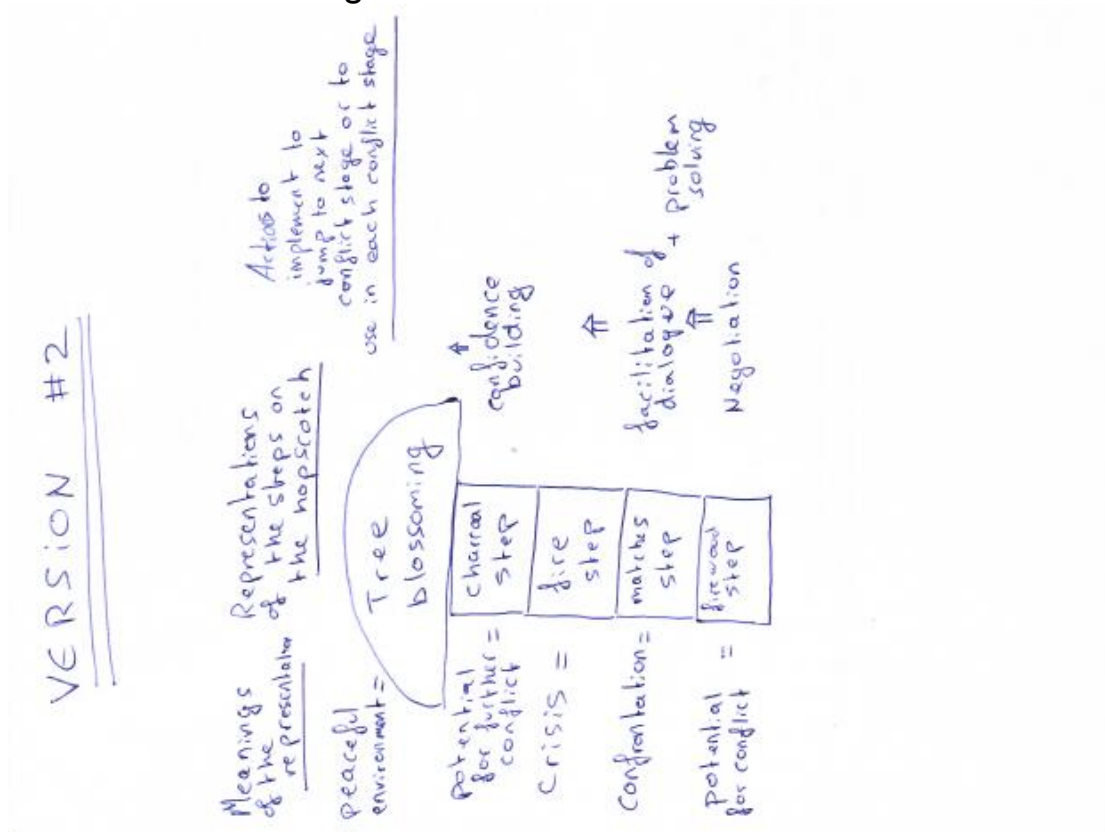 VERSION #2
Meanings
of the
representation
Representations
of the steps on
the hopscotch
Actions to
implement to
jump to next
conflict stage or to
use in each conflict stage
peaceful
environment =
Tree
blossoming
potential
for further =
conflict
charcoal
step
confidence
building
Crisis =
fire
step
Confrontation =
matches
step
facilitation of
dialogue + problem
solving
potential =
for conflict
firewood
step
Negotiation